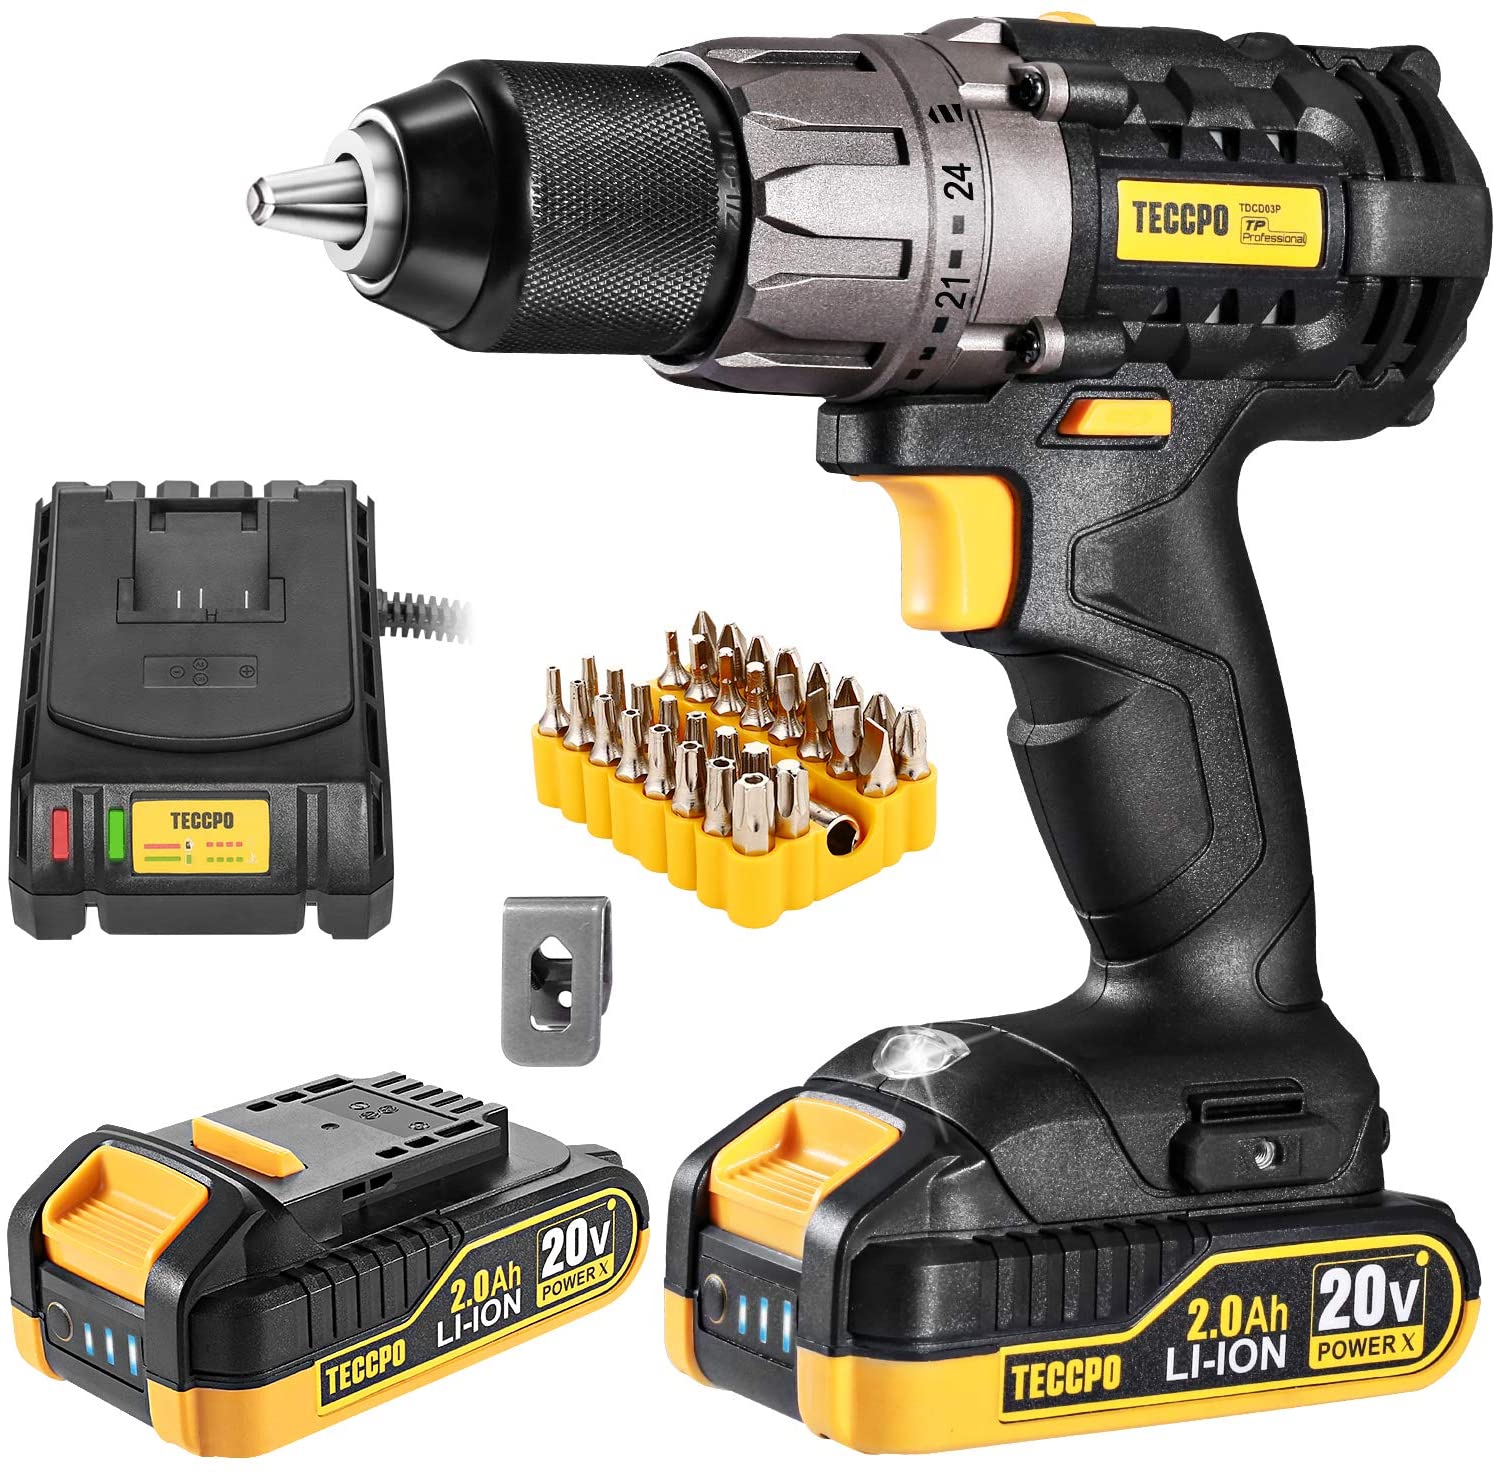 TECCPO
TDCD03P
TP
Professional
24
21
TECCPO
H
TECCPO
2.0Ah
LI-ION
20V
POWER X
TECCPO
2.0Ah
LI-ION
20V
POWER X